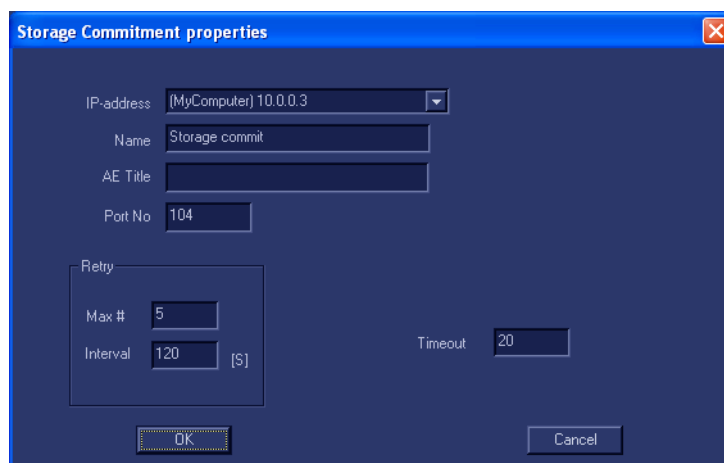 Storage Commitment properties
IP-address (MyComputer) 10.0.0.3
Name Storage commit
AE Title
Port No 104
Retry
Max # 5
Interval 120 [S]
Timeout 20
OK Cancel